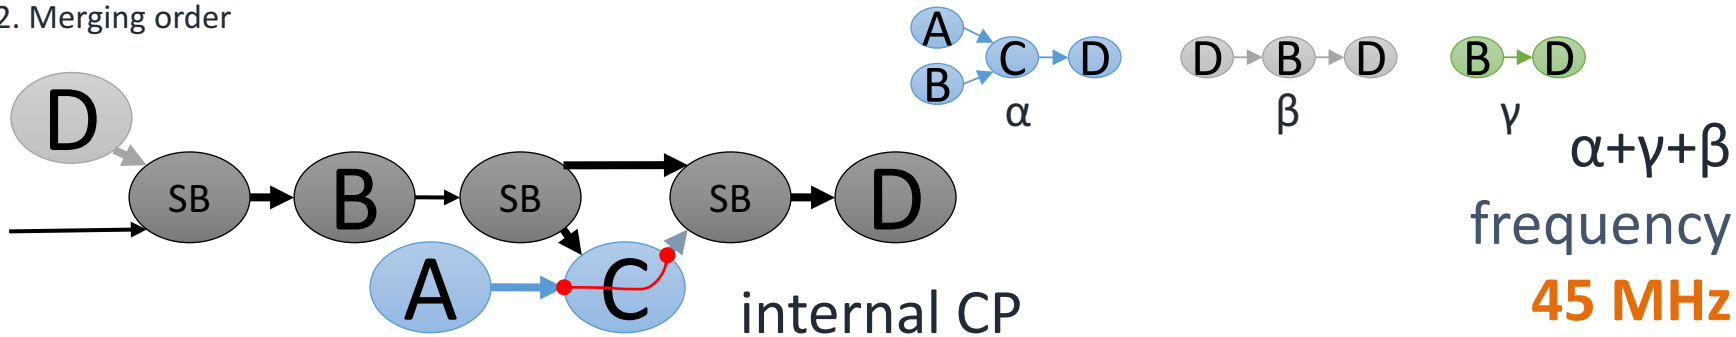 2. Merging order
A
B
C
D
α
D
B
D
β
B
D
γ
D
SB
B
SB
SB
D
A
C
internal CP
α+γ+β
frequency
45 MHz